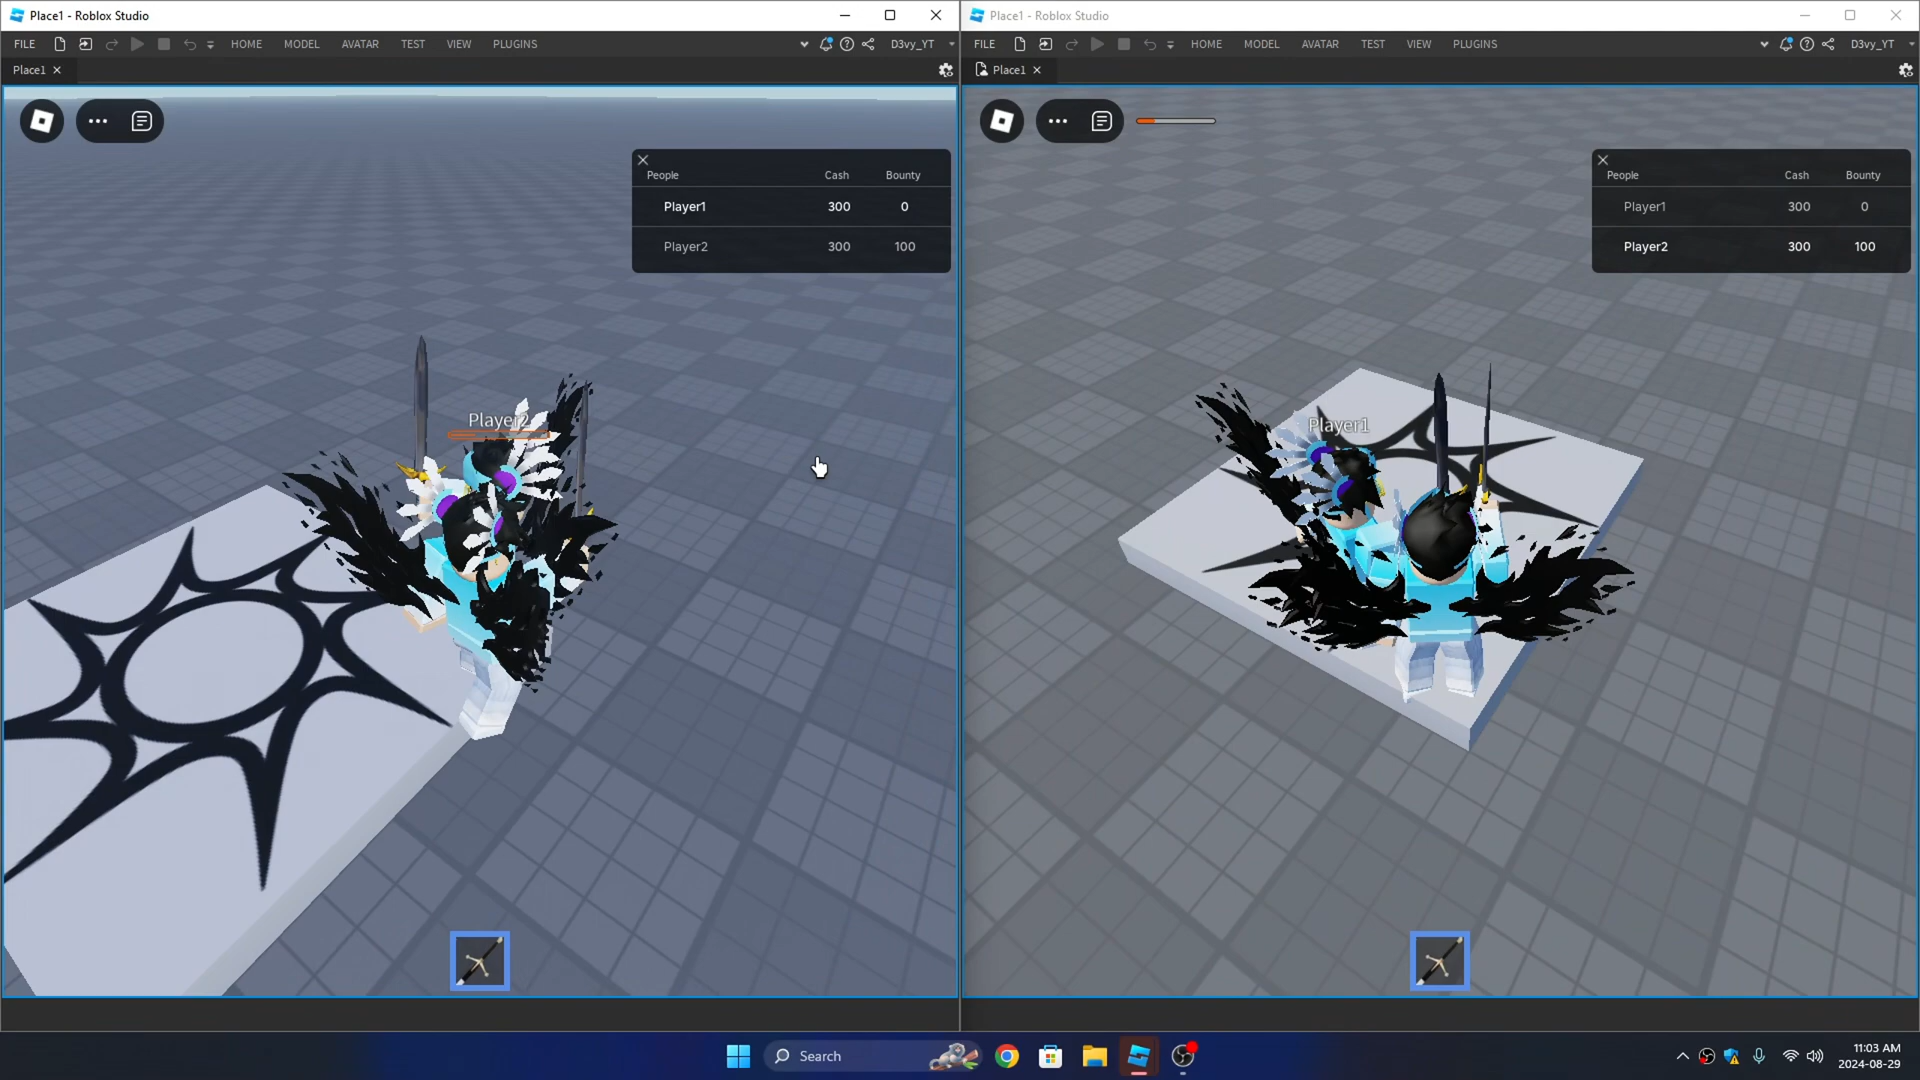 Place1 - Roblox Studio
FILE HOME MODEL AVATAR TEST VIEW PLUGINS D3vy_YT
Place1
People Cash Bounty
Player1 300 0
Player2 300 100
Player2
Place1 - Roblox Studio
FILE HOME MODEL AVATAR TEST VIEW PLUGINS D3vy_YT
Place1
People Cash Bounty
Player1 300 0
Player2 300 100
Player1
Search
11:03 AM
2024-08-29